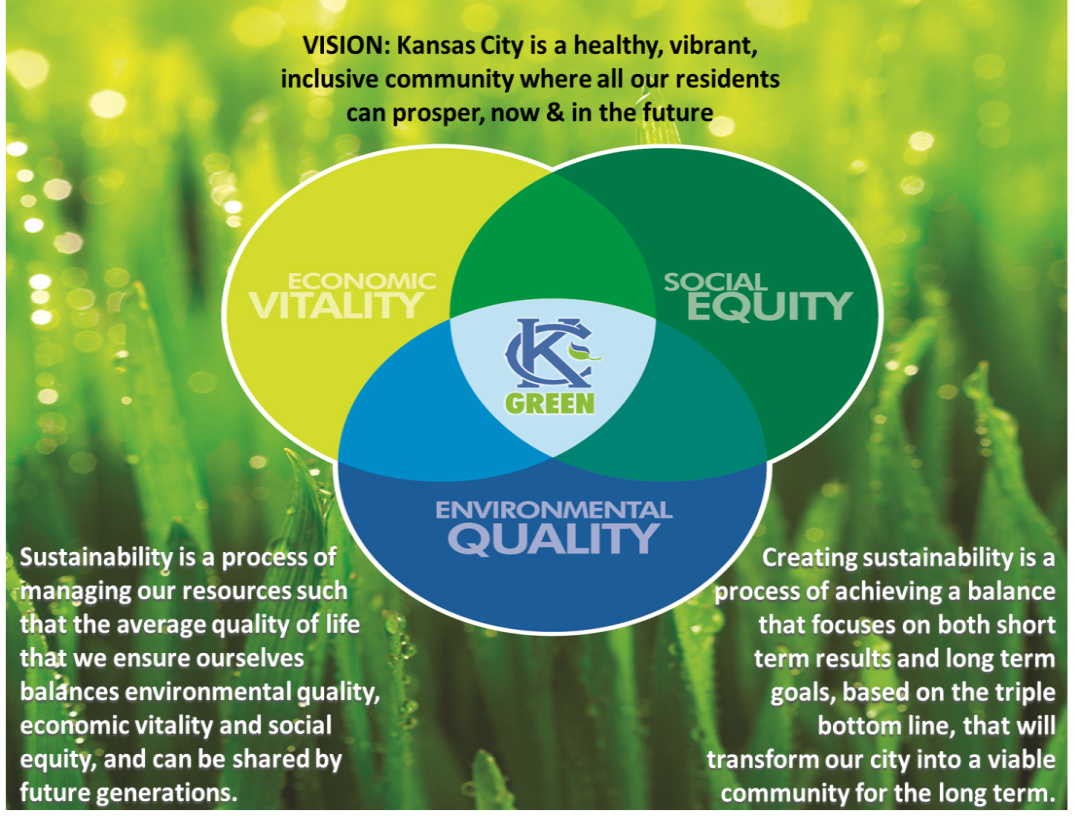 VISION: Kansas City is a healthy, vibrant,
inclusive community where all our residents
can prosper, now & in the future
ECONOMIC
VITALITY
SOCIAL
EQUITY
KC
GREEN
ENVIRONMENTAL
QUALITY
Sustainability is a process of
managing our resources such
that the average quality of life
that we ensure ourselves
balances environmental quality,
economic vitality and social
equity, and can be shared by
future generations.
Creating sustainability is a
process of achieving a balance
that focuses on both short
term results and long term
goals, based on the triple
bottom line, that will
transform our city into a viable
community for the long term.